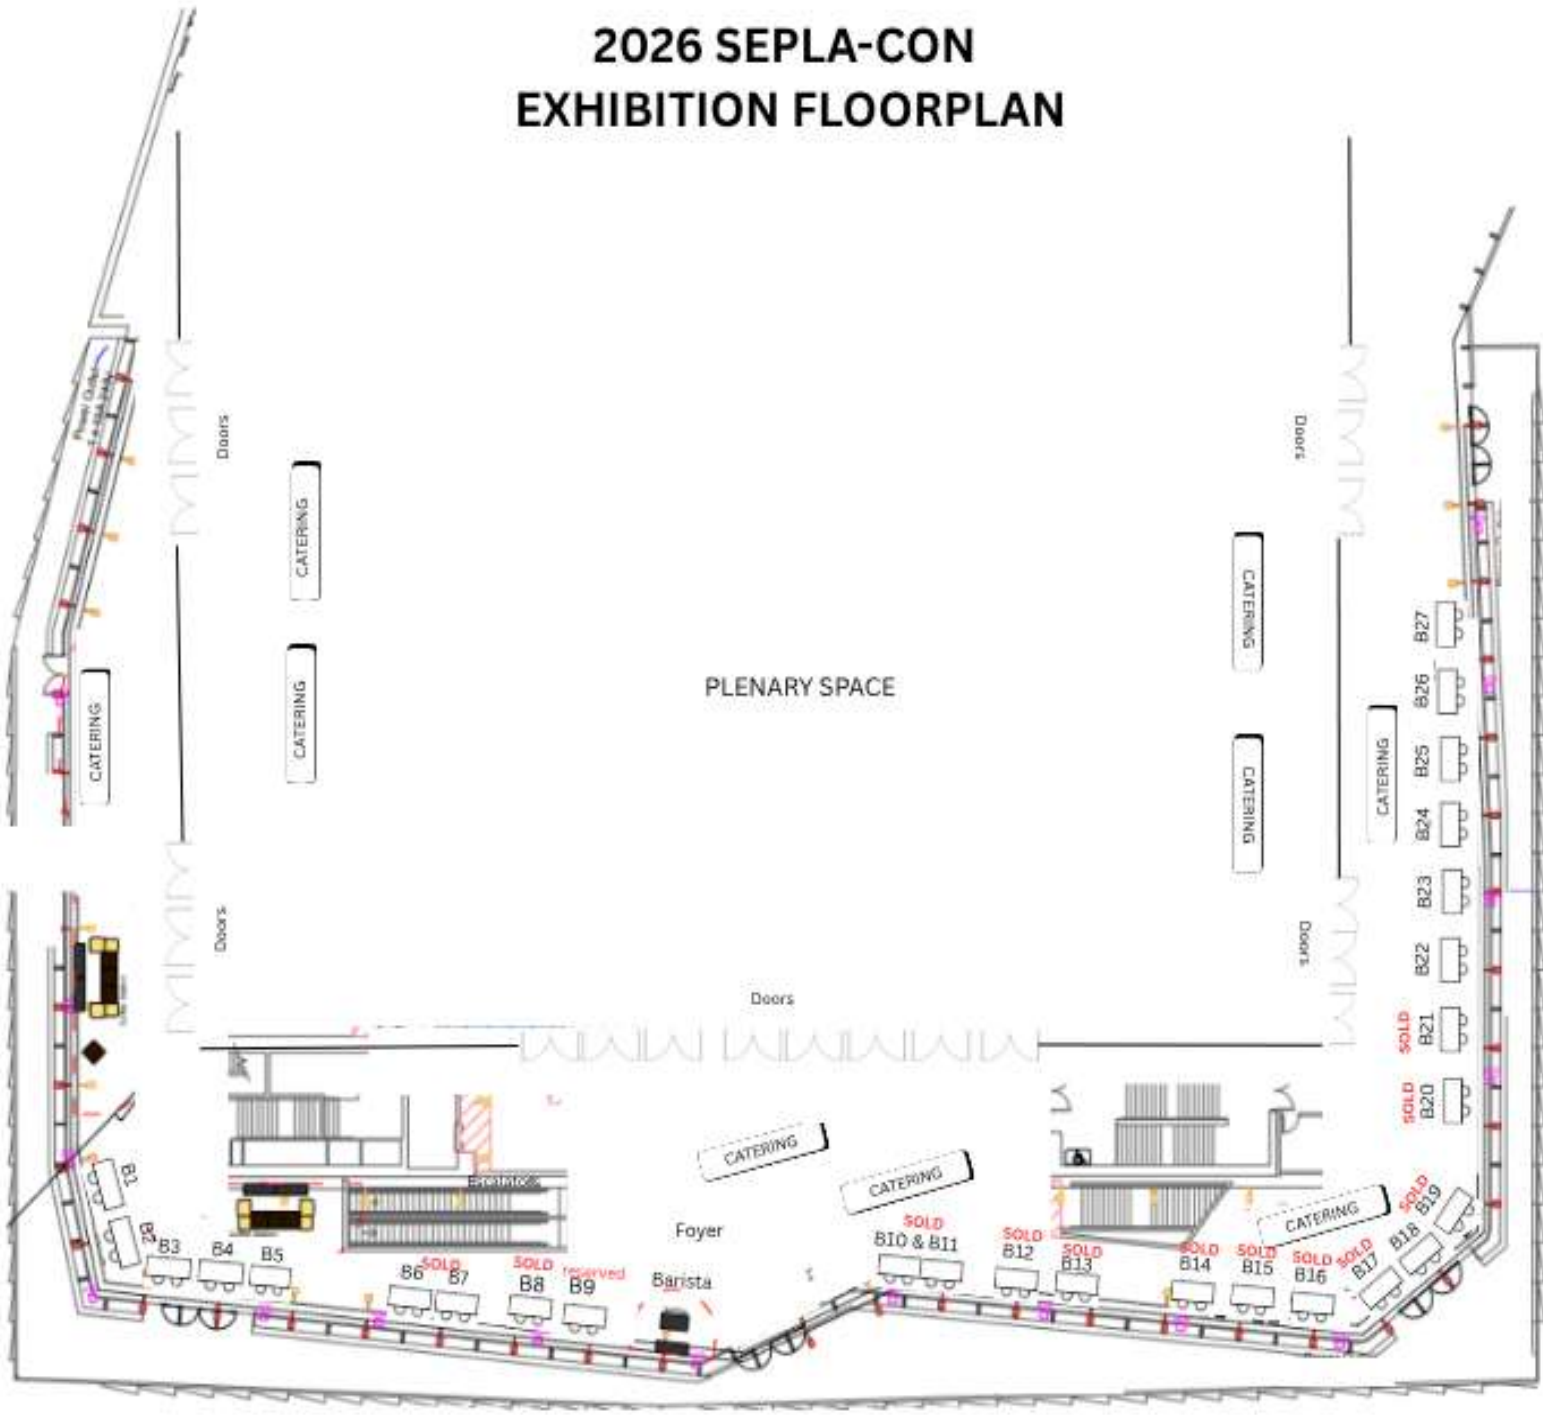 2026 SEPLA-CON
EXHIBITION FLOORPLAN
Doors
Doors
CATERING
CATERING
CATERING
CATERING
CATERING
CATERING
CATERING
PLENARY SPACE
B27
B26
B25
B24
B23
B22
SOLD
B21
SOLD
B20
Doors
Doors
Doors
Escalators
CATERING
CATERING
CATERING
Foyer
Barista
B1
B2
B3
B4
B5
SOLD
B6
B7
SOLD
B8
reserved
B9
SOLD
B10 & B11
SOLD
B12
SOLD
B13
SOLD
B14
SOLD
B15
SOLD
B16
SOLD
B17
B18
SOLD
B19